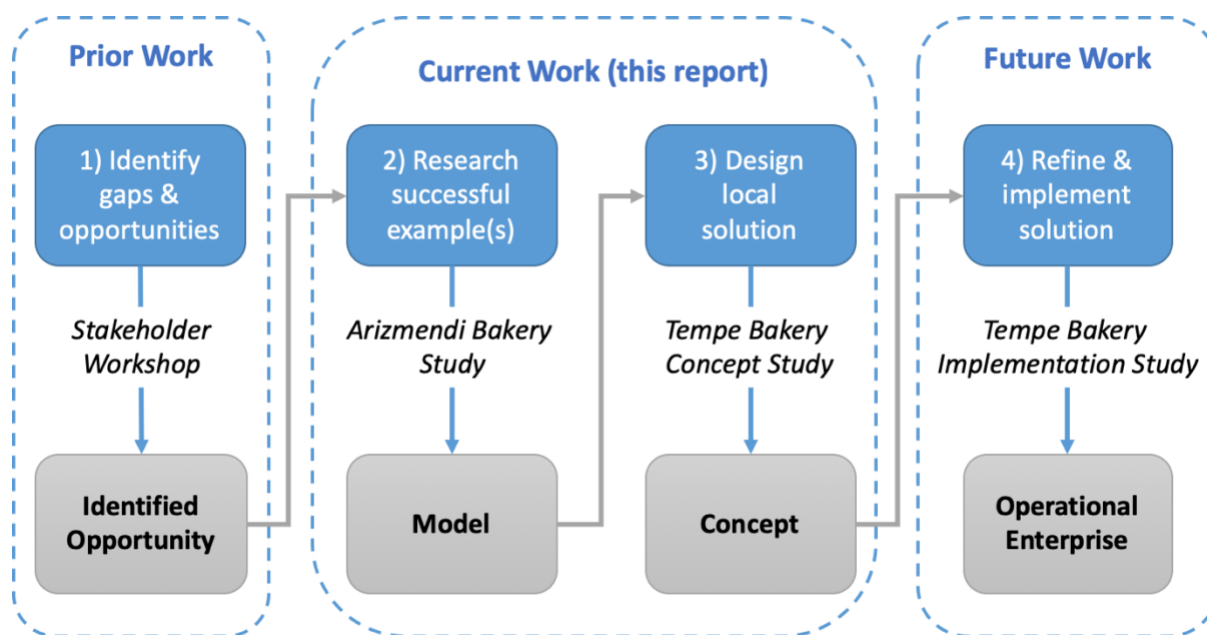 Prior Work
1) Identify
gaps &
opportunities
Stakeholder
Workshop
Identified
Opportunity
Current Work (this report)
2) Research
successful
example(s)
Arizmendi Bakery
Study
Model
3) Design
local
solution
Tempe Bakery
Concept Study
Concept
Future Work
4) Refine &
implement
solution
Tempe Bakery
Implementation Study
Operational
Enterprise